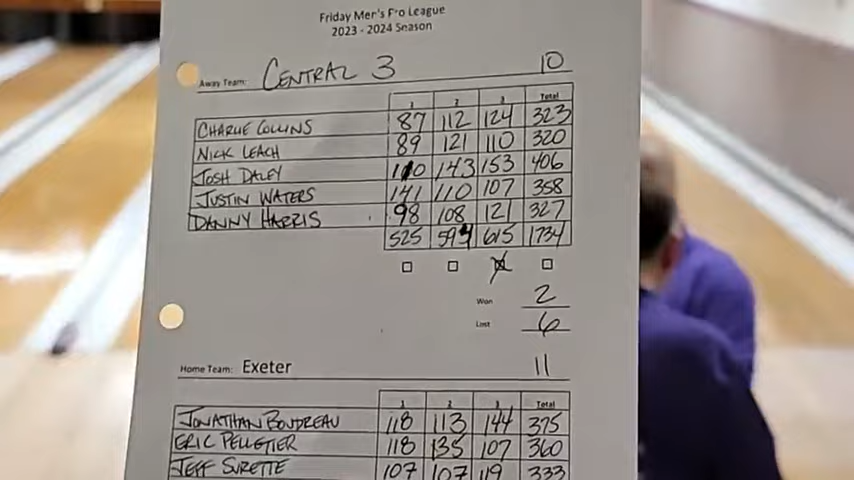 Friday Men's Pro League
2023 - 2024 Season
Away Team: CENTRAL 3 10
1 2 3 Total
CHARLIE COLLINS 87 112 124 323
NICK LEACH 89 121 110 320
JOSH DALEY 110 143 153 406
JUSTIN WATERS 141 110 107 358
DANNY HARRIS 98 108 121 327
525 594 615 1734
Won 2
Lost 6
Home Team: Exeter 11
1 2 3 Total
JONATHAN BOUDREAU 118 113 144 375
ERIC PELLETIER 118 135 107 360
JEFF SURETTE 107 107 119 333